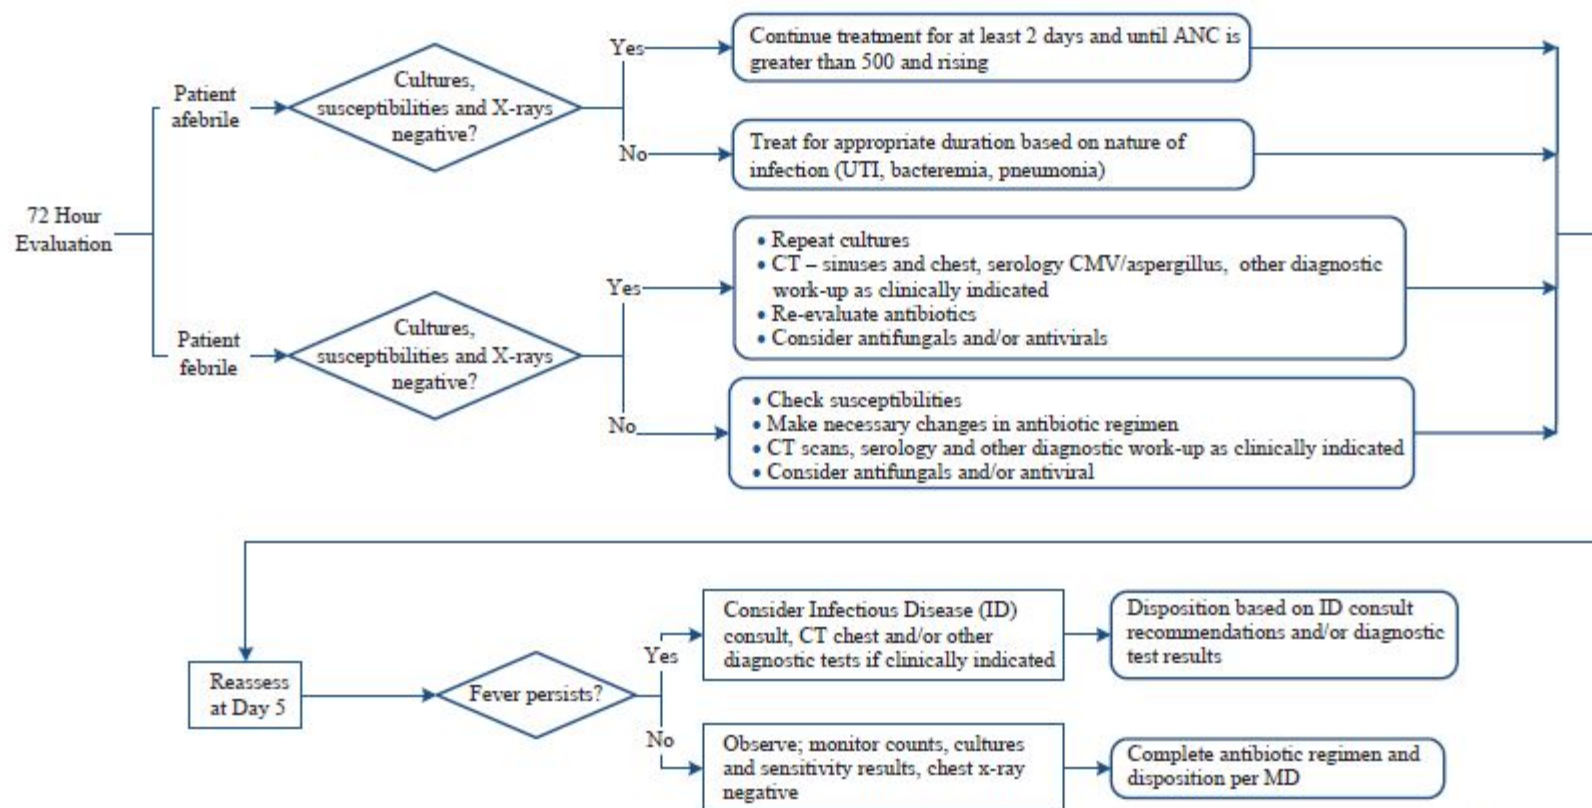 72 Hour
Evaluation
Patient
afebrile
Cultures,
susceptibilities and X-rays
negative?
Yes
Continue treatment for at least 2 days and until ANC is
greater than 500 and rising
No
Treat for appropriate duration based on nature of
infection (UTI, bacteremia, pneumonia)
Patient
febrile
Cultures,
susceptibilities and X-rays
negative?
Yes
• Repeat cultures
• CT – sinuses and chest, serology CMV/aspergillus, other diagnostic
work-up as clinically indicated
• Re-evaluate antibiotics
• Consider antifungals and/or antivirals
No
• Check susceptibilities
• Make necessary changes in antibiotic regimen
• CT scans, serology and other diagnostic work-up as clinically indicated
• Consider antifungals and/or antiviral
Reassess
at Day 5
Fever persists?
Yes
Consider Infectious Disease (ID)
consult, CT chest and/or other
diagnostic tests if clinically indicated
Disposition based on ID consult
recommendations and/or diagnostic
test results
No
Observe; monitor counts, cultures
and sensitivity results, chest x-ray
negative
Complete antibiotic regimen and
disposition per MD